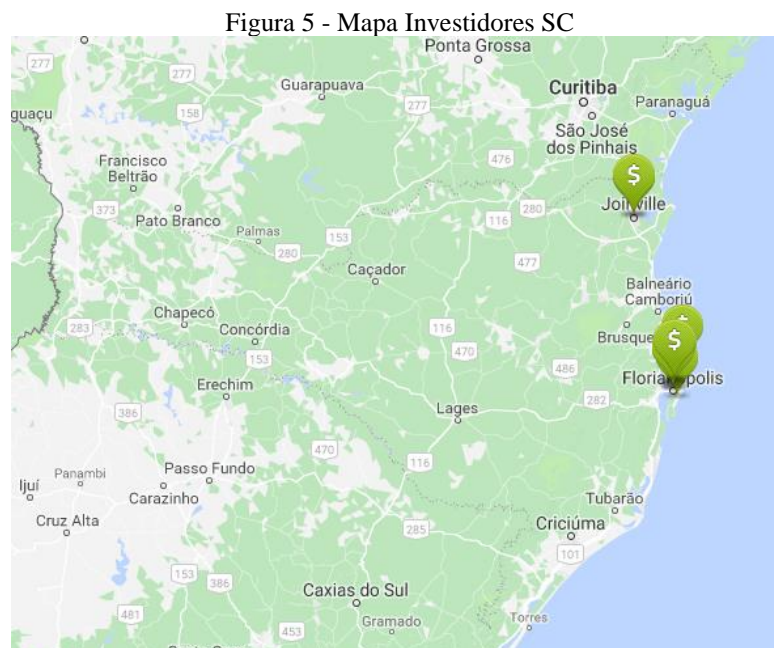 Figura 5 - Mapa Investidores SC
Ponta Grossa
277
277
Guarapuava
Curitiba
277
Paranaguá
158
guaçu
São José
dos Pinhais
476
Francisco
Beltrão
$
373
Pato Branco
280
Joinville
116
Palmas
153
280
477
Caçador
Balneário
Camboriú
Chapecó
283
Concórdia
116
Brusque
$
153
470
486
Florianópolis
Erechim
282
386
Lages
470
Passo Fundo
116
Panambi
Ijuí
Carazinho
Tubarão
Cruz Alta
285
Criciúma
101
153
386
Caxias do Sul
481
Gramado
Torres
453